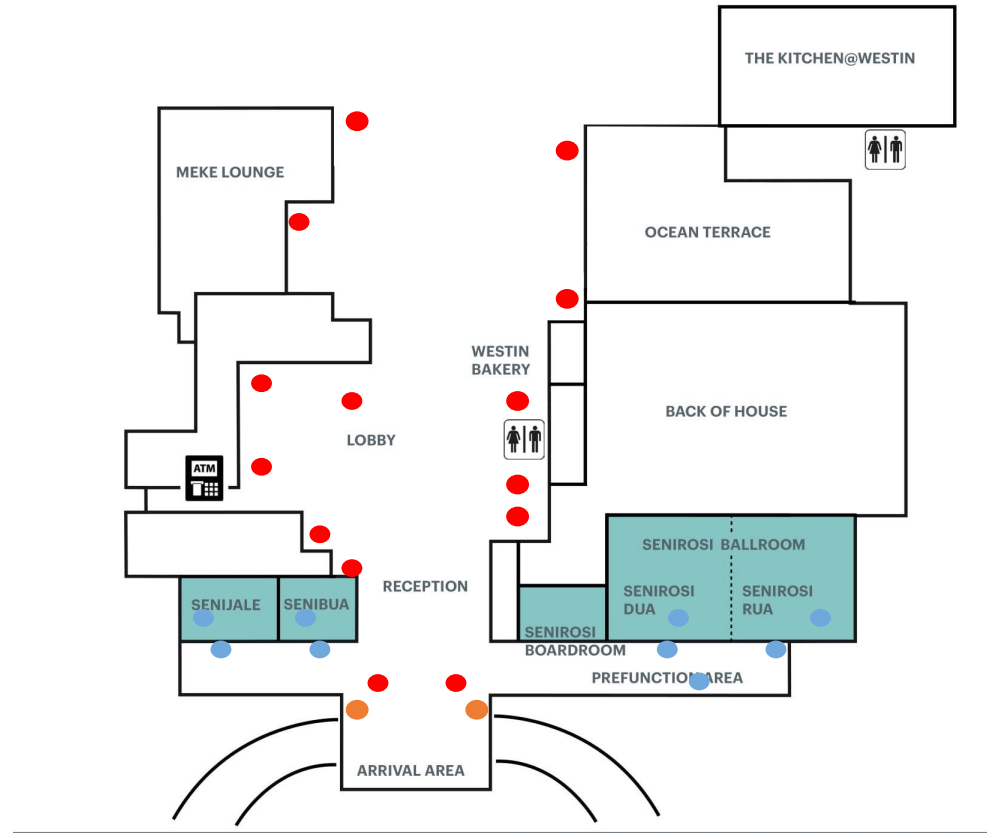 THE KITCHEN@WESTIN
MEKE LOUNGE
OCEAN TERRACE
WESTIN
BAKERY
BACK OF HOUSE
LOBBY
ATM
SENIROSI BALLROOM
RECEPTION
SENIJALE
SENIBUA
SENIROSI
DUA
SENIROSI
RUA
SENIROSI
BOARDROOM
PREFUNCTION AREA
ARRIVAL AREA